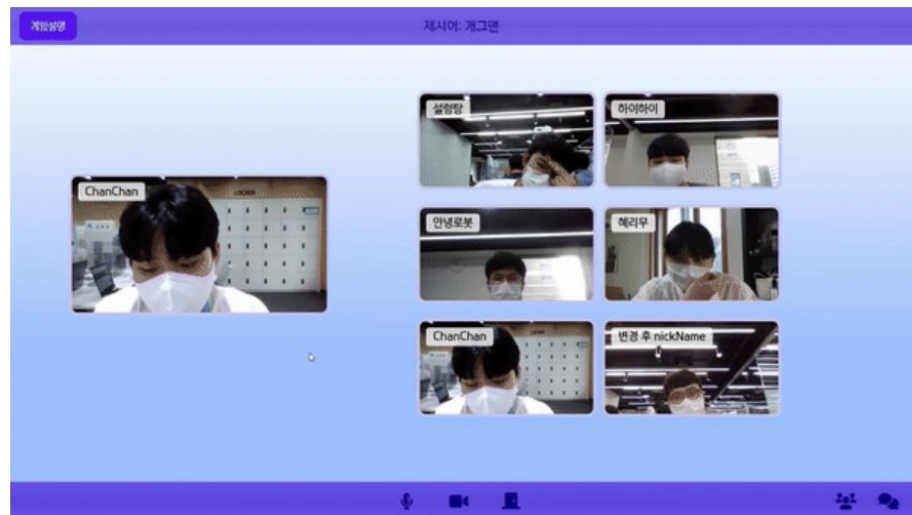 게임설명
제시어: 개그맨
ChanChan
설렁탕
하이하이
안녕로봇
혜리무
ChanChan
변경 후 nickName
LOCKER